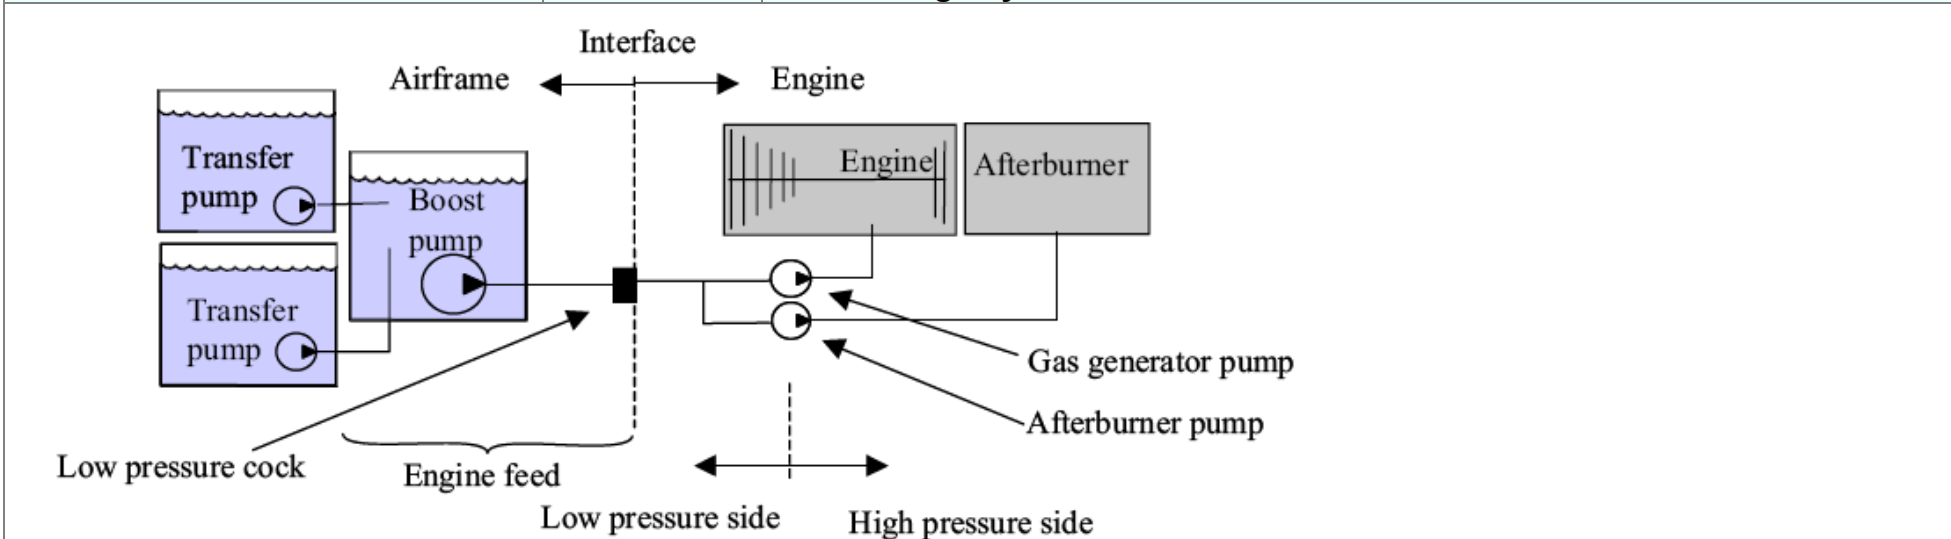 Interface
Airframe
Engine
Transfer
pump
Boost
pump
Engine
Afterburner
Transfer
pump
Gas generator pump
Afterburner pump
Low pressure cock
Engine feed
Low pressure side
High pressure side